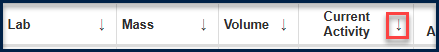 Lab ↓ Mass ↓ Volume ↓ Current
Activity ↓ A